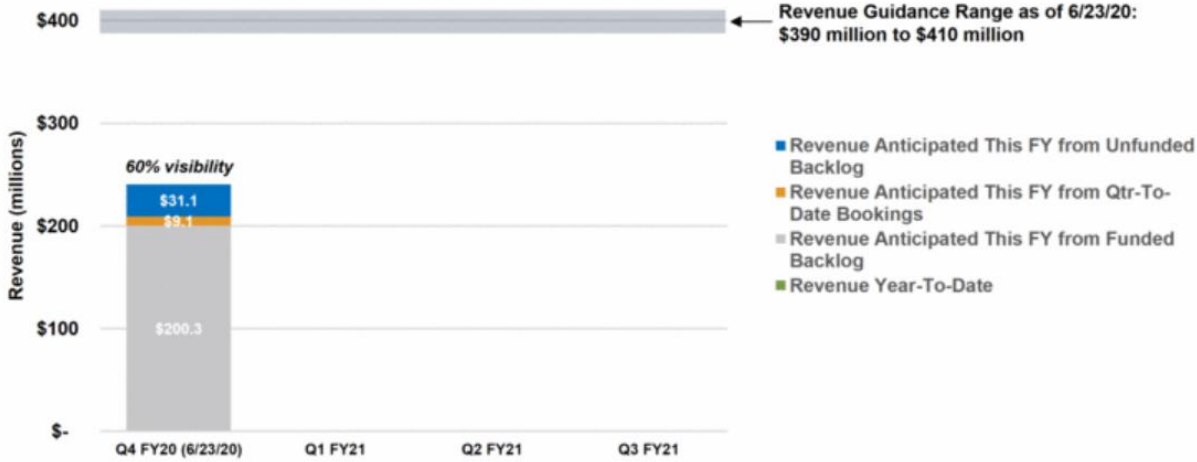 $400
Revenue Guidance Range as of 6/23/20:
$390 million to $410 million
$300
Revenue (millions)
60% visibility
$31.1
$9.1
$200
$200.3
$100
$-
Q4 FY20 (6/23/20)
Q1 FY21
Q2 FY21
Q3 FY21
Revenue Anticipated This FY from Unfunded
Backlog
Revenue Anticipated This FY from Qtr-To-
Date Bookings
Revenue Anticipated This FY from Funded
Backlog
Revenue Year-To-Date